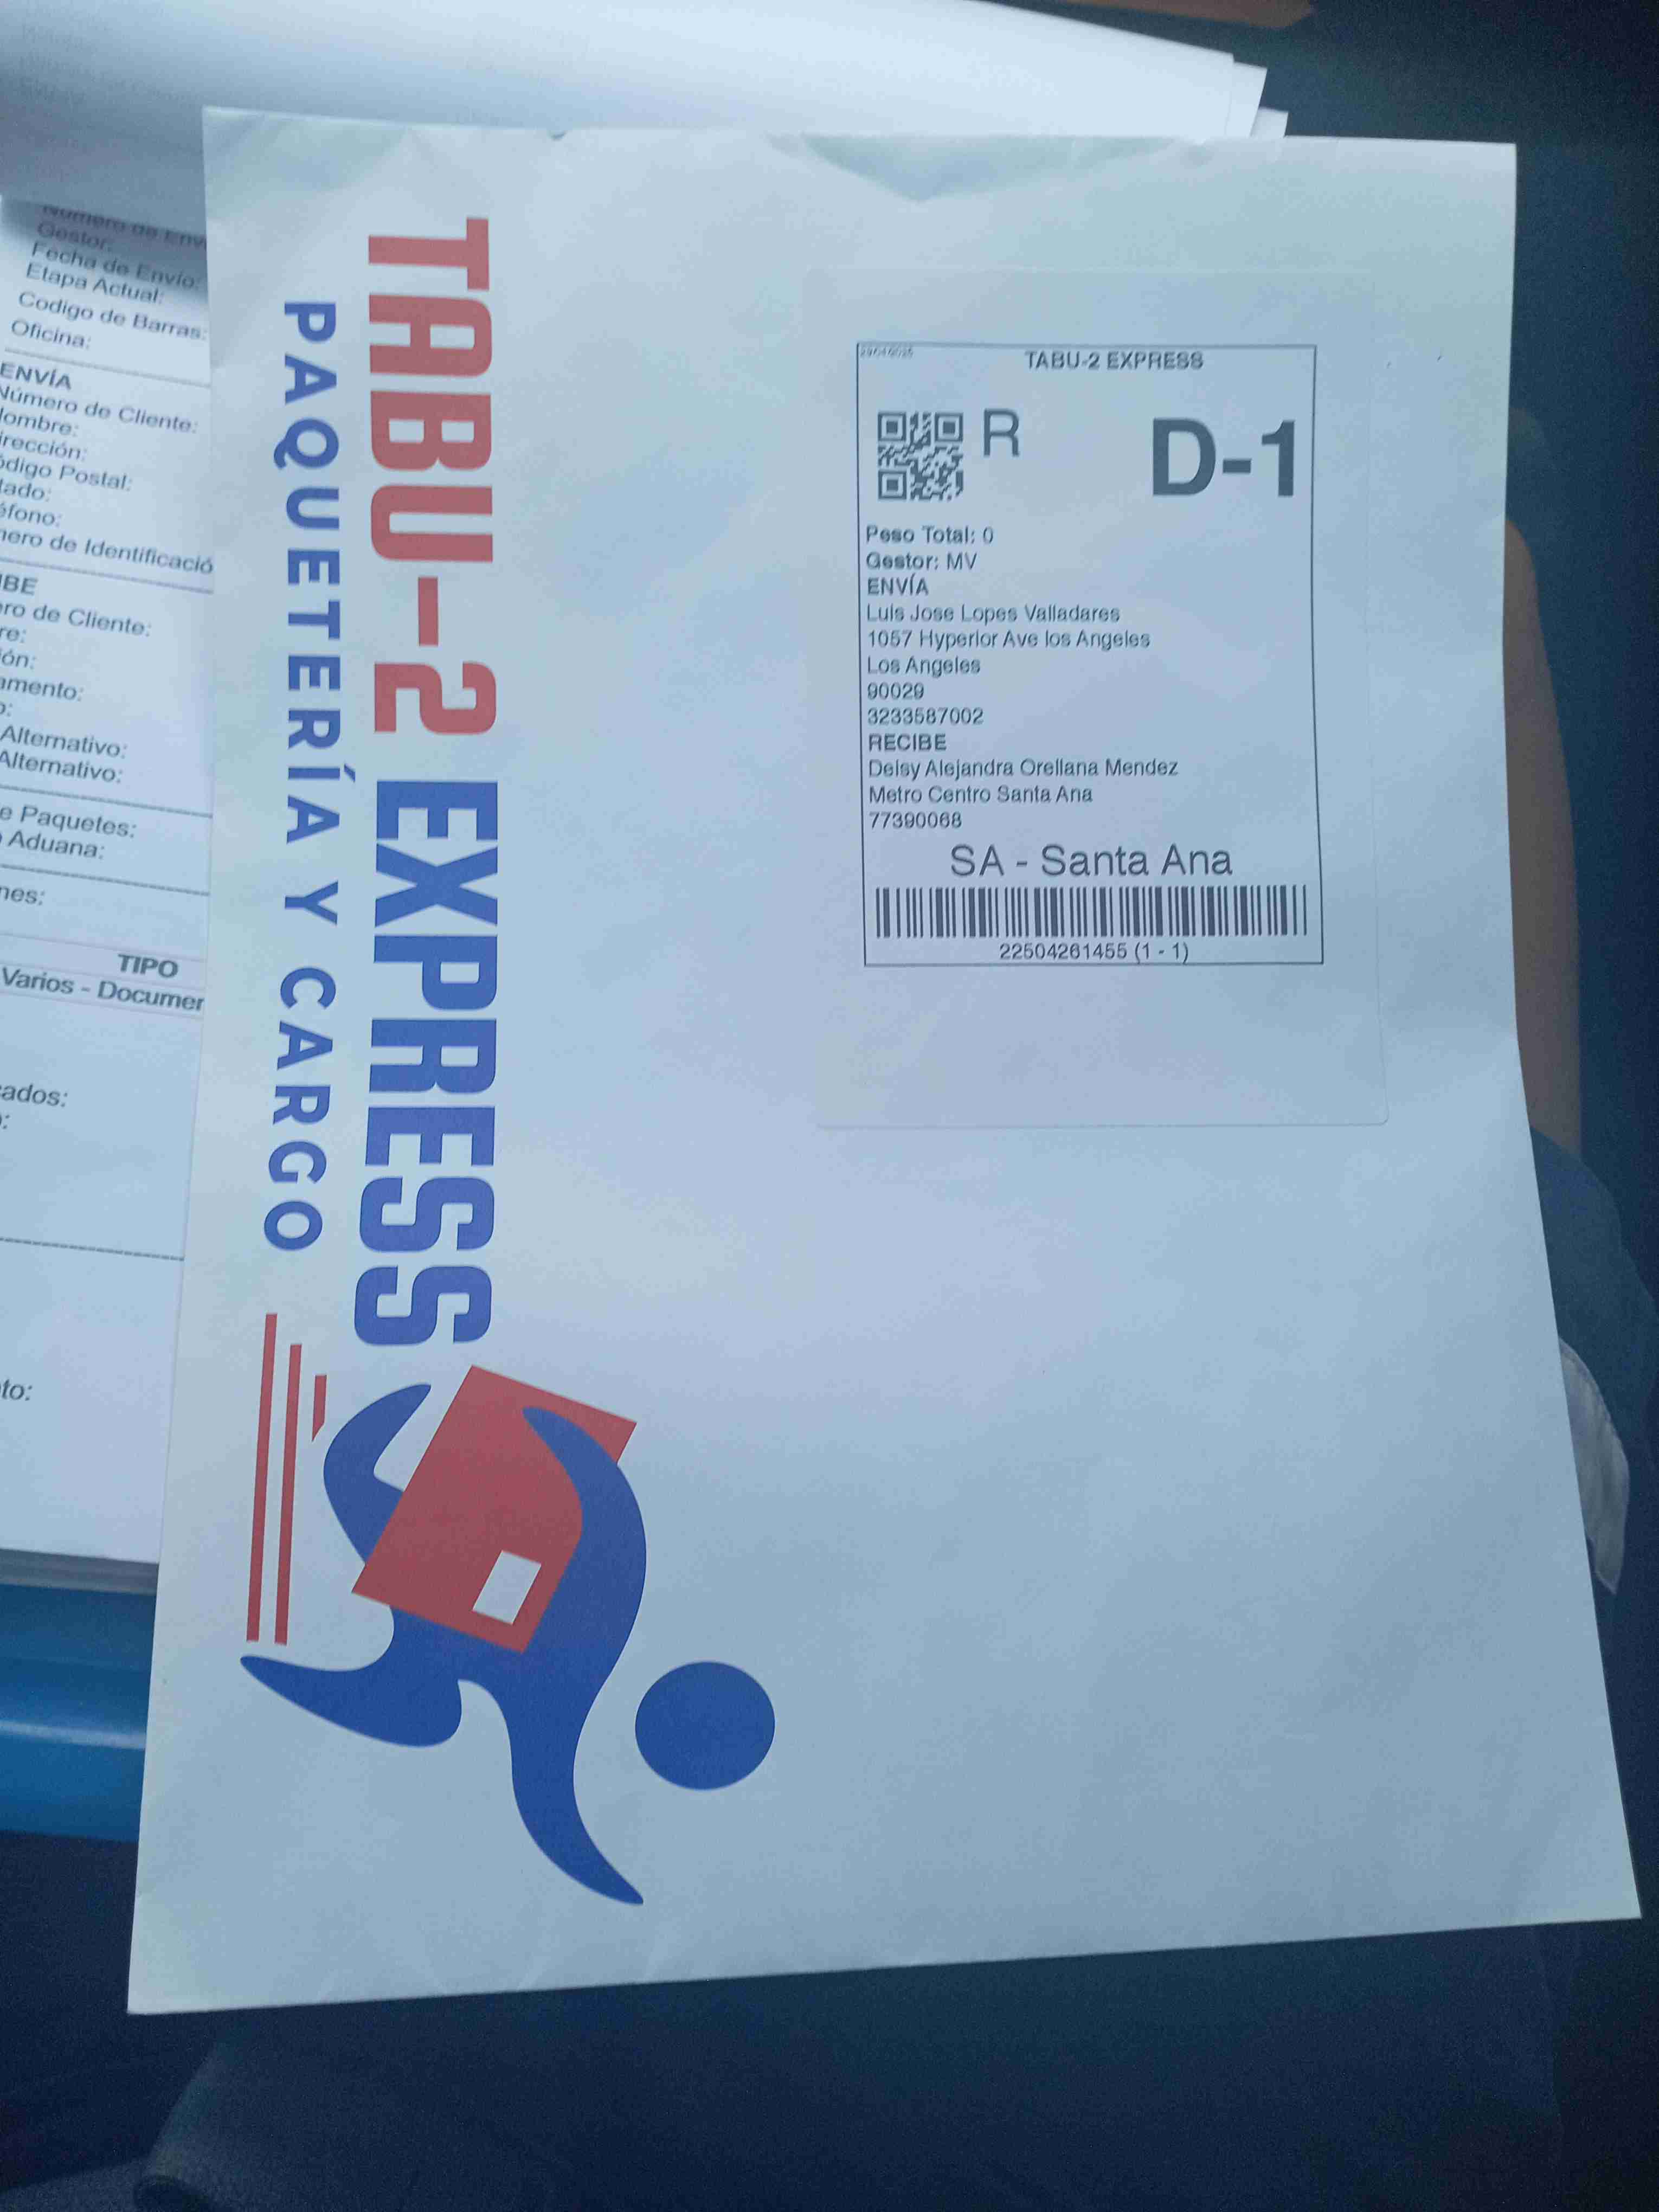 TABU-2 EXPRESS
PAQUETERÍA Y CARGO
TABU-2 EXPRESS
R
D-1
Peso Total: 0
Gestor: MV
ENVÍA
Luis Jose Lopes Valladares
1057 Hyperior Ave los Angeles
Los Angeles
90029
3233587002
RECIBE
Deisy Alejandra Orellana Mendez
Metro Centro Santa Ana
77390068
SA - Santa Ana
22504261455 (1 - 1)
Gestor:
Fecha de Envío:
Etapa Actual:
Codigo de Barras:
Oficina:
ENVÍA
Número de Cliente:
ombre:
irección:
ódigo Postal:
tado:
éfono:
nero de Identificació
IBE
ero de Cliente:
re:
ión:
amento:
o:
Alternativo:
Alternativo:
e Paquetes:
Aduana:
nes:
TIPO
Varios - Documen
ados:
to: